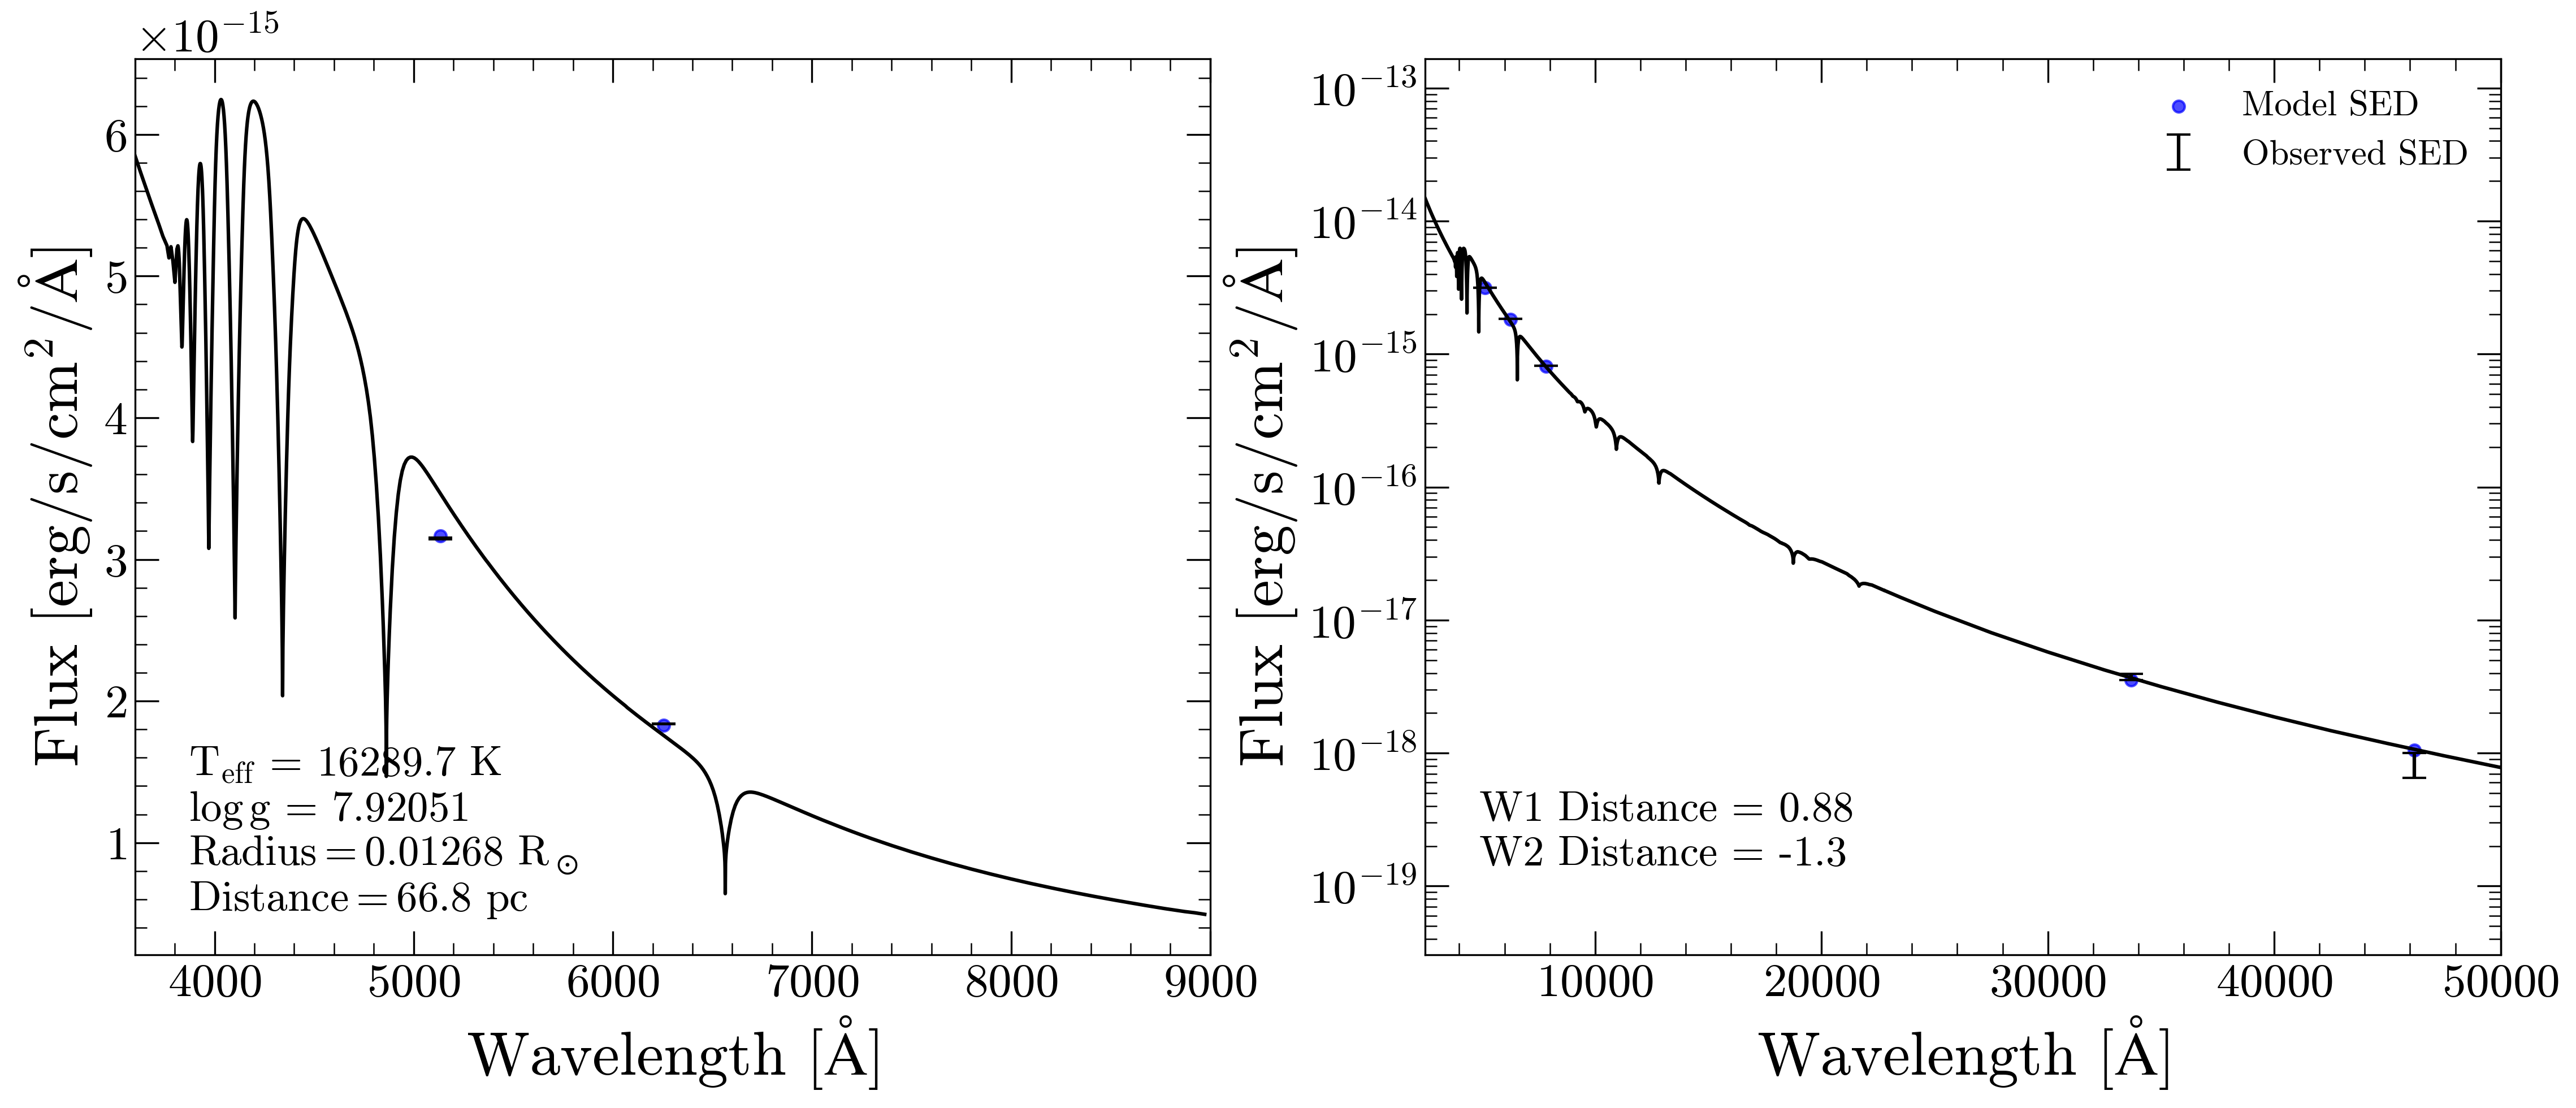 ×10⁻¹⁵
6
5
4
3
2
1
Flux [erg/s/cm²/Å]
T_eff = 16289.7 K
log g = 7.92051
Radius = 0.01268 R_⊙
Distance = 66.8 pc
4000 5000 6000 7000 8000 9000
Wavelength [Å]
10⁻¹³
10⁻¹⁴
10⁻¹⁵
10⁻¹⁶
10⁻¹⁷
10⁻¹⁸
10⁻¹⁹
Flux [erg/s/cm²/Å]
Model SED
Observed SED
W1 Distance = 0.88
W2 Distance = -1.3
10000 20000 30000 40000 50000
Wavelength [Å]